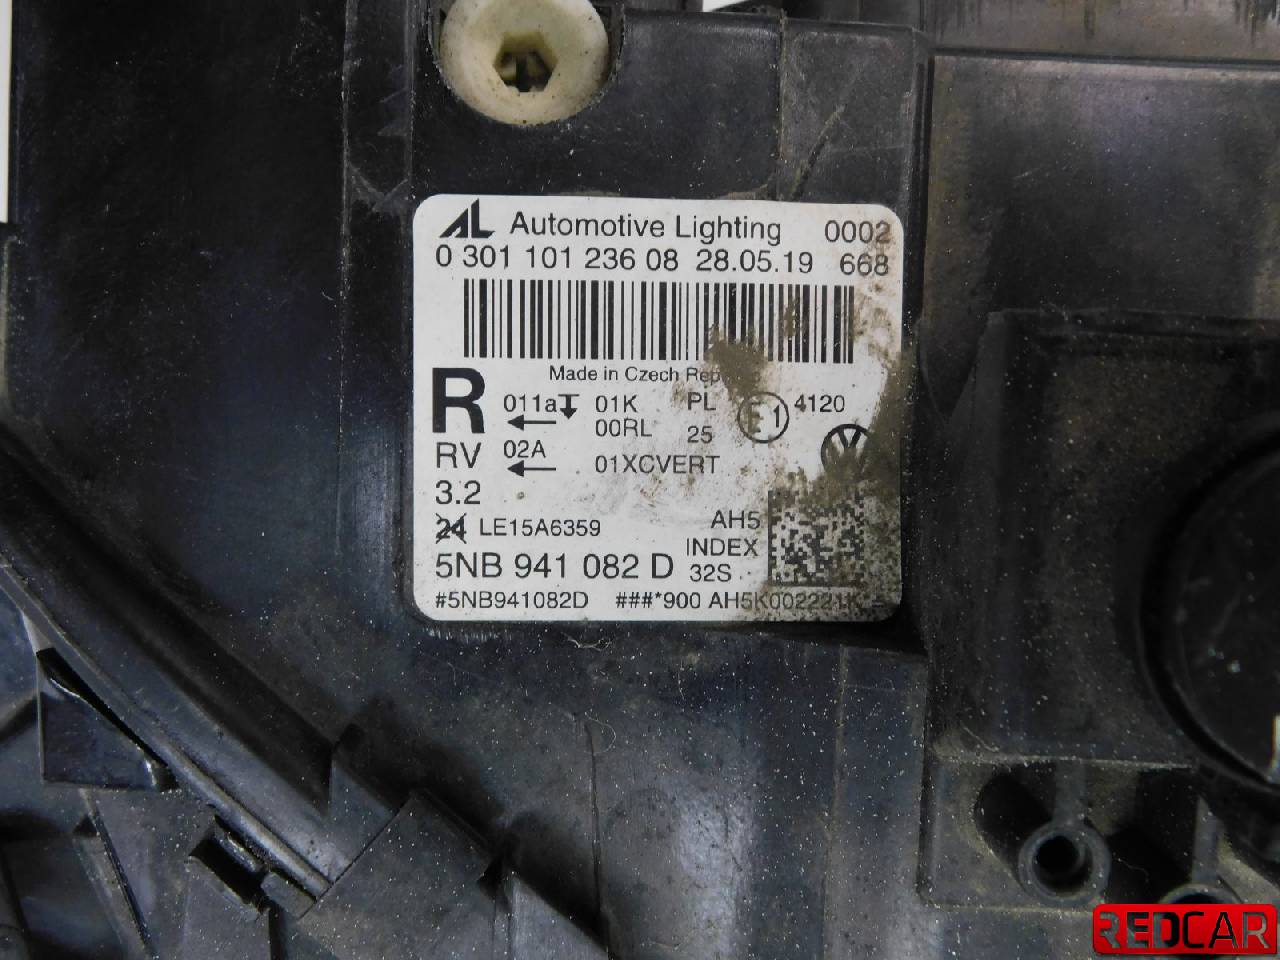 AL Automotive Lighting 0002
0 301 101 236 08 28.05.19 668
Made in Czech Rep
R 011a 01K PL E1 4120
00RL 25
RV 02A 01XCVERT
3.2
24 LE15A6359 AH5
INDEX
5NB 941 082 D 32S
#5NB941082D ###*900 AH5K002221K*=
REDCAR